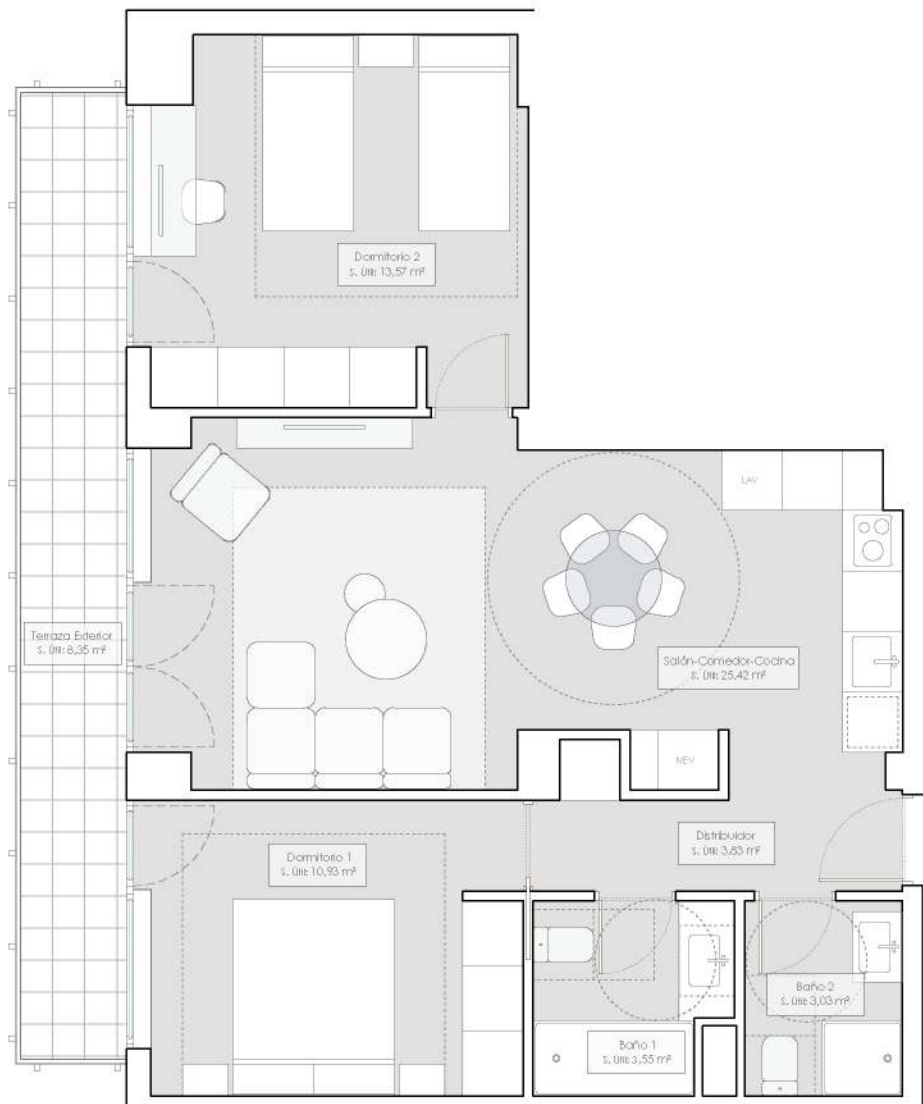 Dormitorio 2
S. Útil: 13,57 m²
LAV
Terraza Exterior
S. Útil: 8,35 m²
Salón-Comedor-Cocina
S. Útil: 25,42 m²
NEV
Distribuidor
S. Útil: 3,83 m²
Dormitorio 1
S. Útil: 10,93 m²
Baño 2
S. Útil: 3,03 m²
Baño 1
S. Útil: 3,55 m²